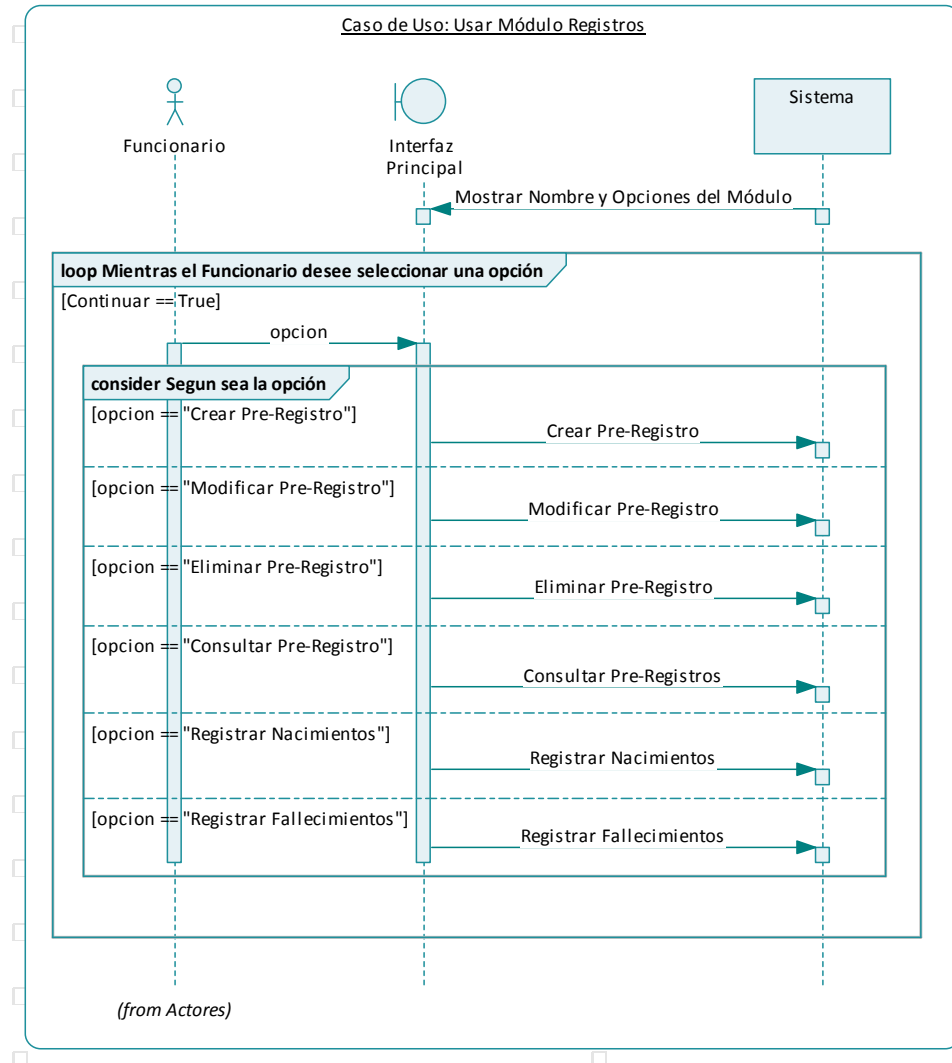 Caso de Uso: Usar Módulo Registros
Funcionario
Interfaz
Principal
Sistema
Mostrar Nombre y Opciones del Módulo
loop Mientras el Funcionario desee seleccionar una opción
[Continuar == True]
opcion
consider Segun sea la opción
[opcion == "Crear Pre-Registro"]
Crear Pre-Registro
[opcion == "Modificar Pre-Registro"]
Modificar Pre-Registro
[opcion == "Eliminar Pre-Registro"]
Eliminar Pre-Registro
[opcion == "Consultar Pre-Registro"]
Consultar Pre-Registros
[opcion == "Registrar Nacimientos"]
Registrar Nacimientos
[opcion == "Registrar Fallecimientos"]
Registrar Fallecimientos
(from Actores)